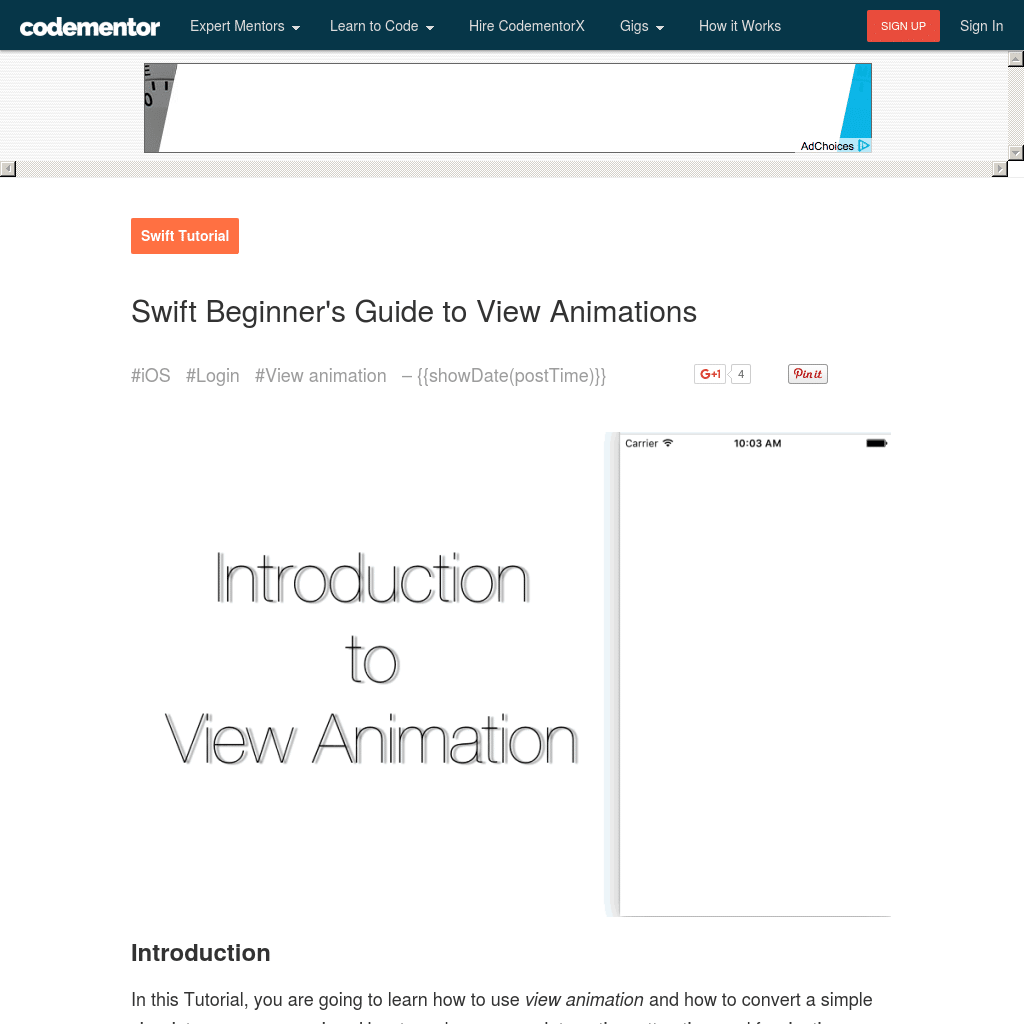 codementor
Expert Mentors
Learn to Code
Hire CodementorX
Gigs
How it Works
SIGN UP
Sign In
AdChoices
Swift Tutorial
Swift Beginner's Guide to View Animations
#iOS #Login #View animation – {{showDate(postTime)}}
G+1
4
Pin it
Carrier
10:03 AM
Introduction
to
View Animation
Introduction
In this Tutorial, you are going to learn how to use view animation and how to convert a simple